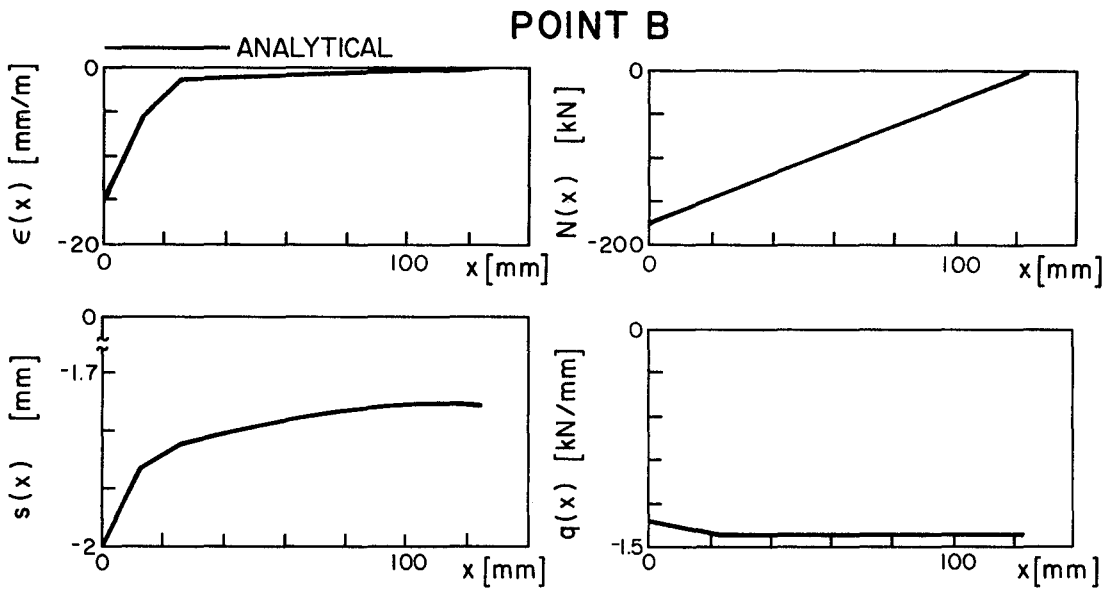 POINT B
ANALYTICAL
ϵ(x) [mm/m]
0
-20
0
100
x [mm]
N(x) [kN]
0
-200
0
100
x [mm]
s(x) [mm]
0
-1.7
-2
0
100
x [mm]
q(x) [kN/mm]
0
-1.5
0
100
x [mm]